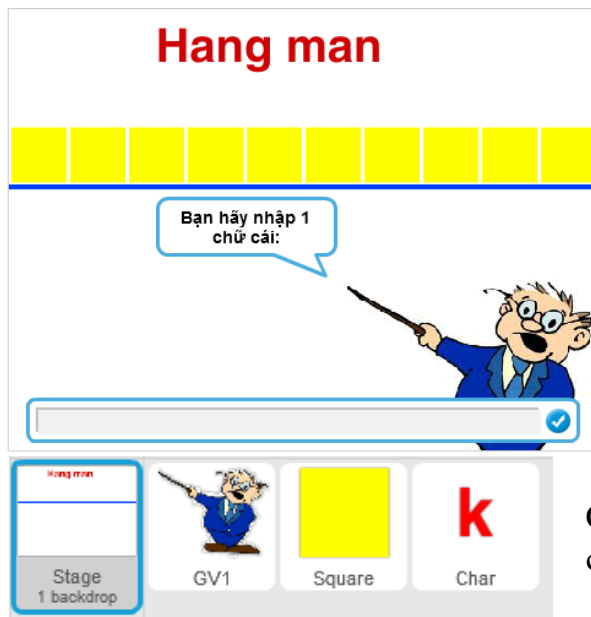 Hang man
Bạn hãy nhập 1
chữ cái:
Hang man
k
Stage
1 backdrop
GV1
Square
Char